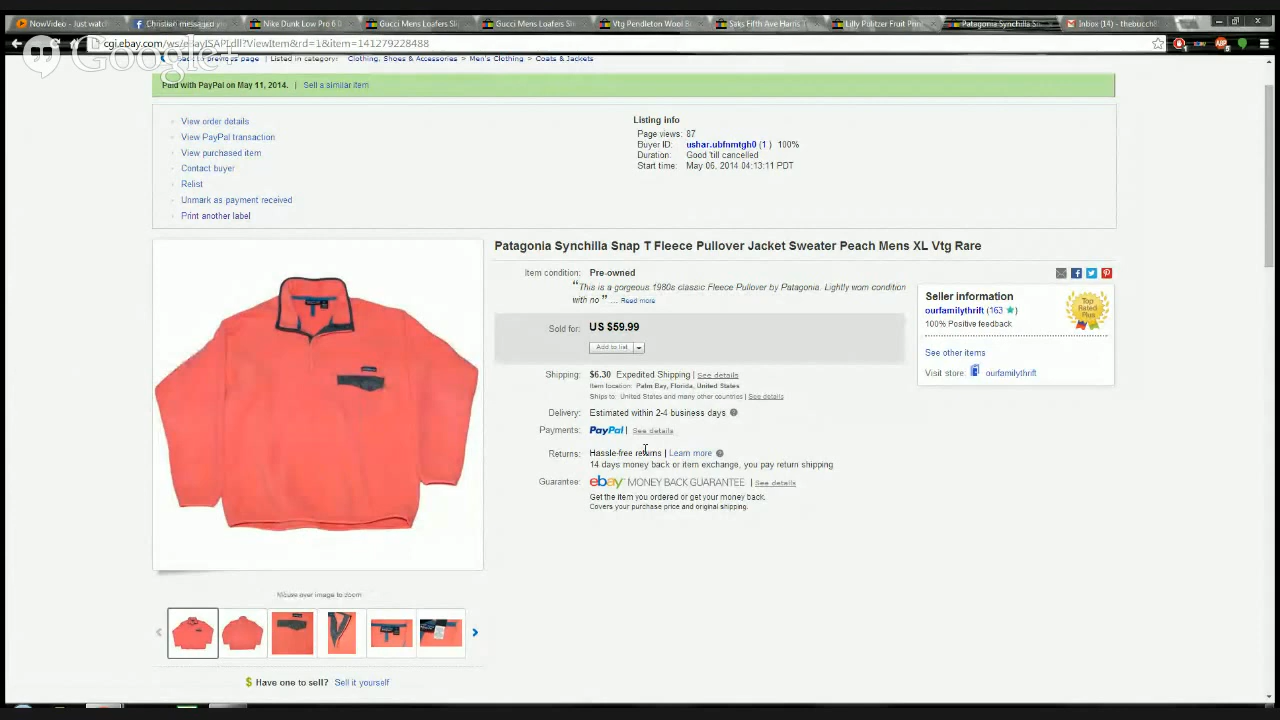 NowVideo - Just watch
Christian messaged yo
Nike Dunk Low Pro 6 D
Gucci Mens Loafers Sli
Gucci Mens Loafers Sli
Vtg Pendleton Wool B
Saks Fifth Ave Harris
Lilly Pulitzer Fruit Prin
Patagonia Synchilla Sn
Inbox (14) - thebuch8
cgi.ebay.com/ws/eBayISAPI.dll?ViewItem&rd=1&item=141279228488
Google+
Back to previous page | Listed in category: Clothing, Shoes & Accessories > Men's Clothing > Coats & Jackets
Paid with PayPal on May 11, 2014. | Sell a similar item
View order details
View PayPal transaction
View purchased item
Contact buyer
Relist
Unmark as payment received
Print another label
Listing info
Page views: 87
Buyer ID: ushar.ubfnmtgh0 (1 ) 100%
Duration: Good 'till cancelled
Start time: May 06, 2014 04:13:11 PDT
Patagonia Synchilla Snap T Fleece Pullover Jacket Sweater Peach Mens XL Vtg Rare
Item condition: Pre-owned
“This is a gorgeous 1980s classic Fleece Pullover by Patagonia. Lightly worn condition
with no ” ... Read more
Sold for: US $59.99
Add to list
Shipping: $6.30 Expedited Shipping | See details
Item location: Palm Bay, Florida, United States
Ships to: United States and many other countries | See details
Delivery: Estimated within 2-4 business days
Payments: PayPal | See details
Returns: Hassle-free returns | Learn more
14 days money back or item exchange, you pay return shipping
Guarantee: ebay MONEY BACK GUARANTEE | See details
Get the item you ordered or get your money back.
Covers your purchase price and original shipping.
Seller information
ourfamilythrift (163 )
100% Positive feedback
Top Rated Plus
See other items
Visit store: ourfamilythrift
Mouse over image to zoom
$ Have one to sell? Sell it yourself